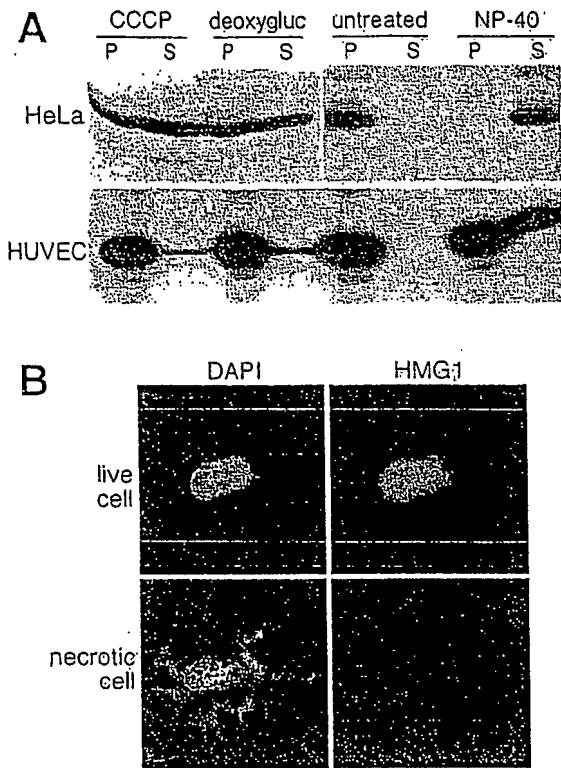 A
CCCP deoxygluc untreated NP-40
P S P S P S P S
HeLa
HUVEC
B
DAPI HMG1
live
cell
necrotic
cell